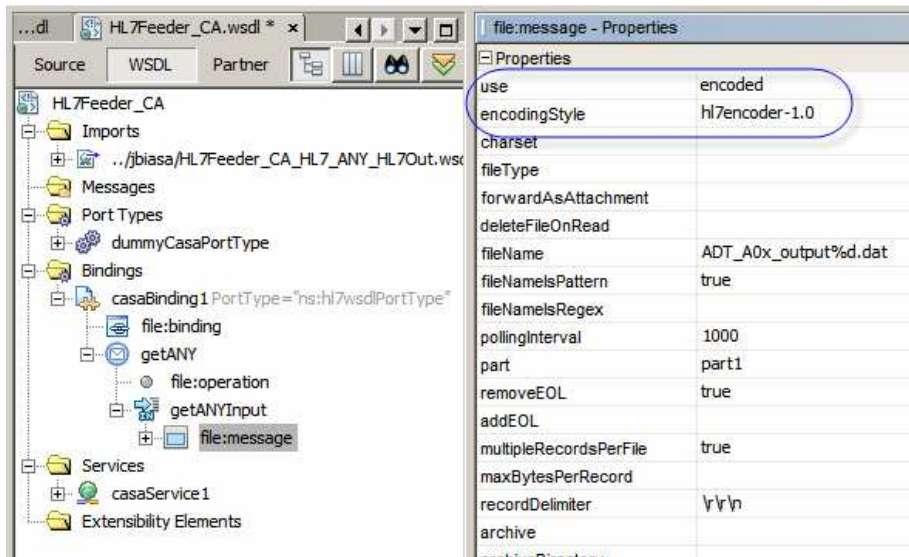 ...dl HL7Feeder_CA.wsdl * x
Source WSDL Partner
HL7Feeder_CA
Imports
../jbiasa/HL7Feeder_CA_HL7_ANY_HL7Out.wsd
Messages
Port Types
dummyCasaPortType
Bindings
casaBinding1 PortType="ns:hl7wsdlPortType"
file:binding
getANY
file:operation
getANYInput
file:message
Services
casaService1
Extensibility Elements
file:message - Properties
Properties
use encoded
encodingStyle hl7encoder-1.0
charset
fileType
forwardAsAttachment
deleteFileOnRead
fileName ADT_A0x_output%d.dat
fileNameIsPattern true
fileNameIsRegex
pollingInterval 1000
part part1
removeEOL true
addEOL
multipleRecordsPerFile true
maxBytesPerRecord
recordDelimiter \r\r\n
archive